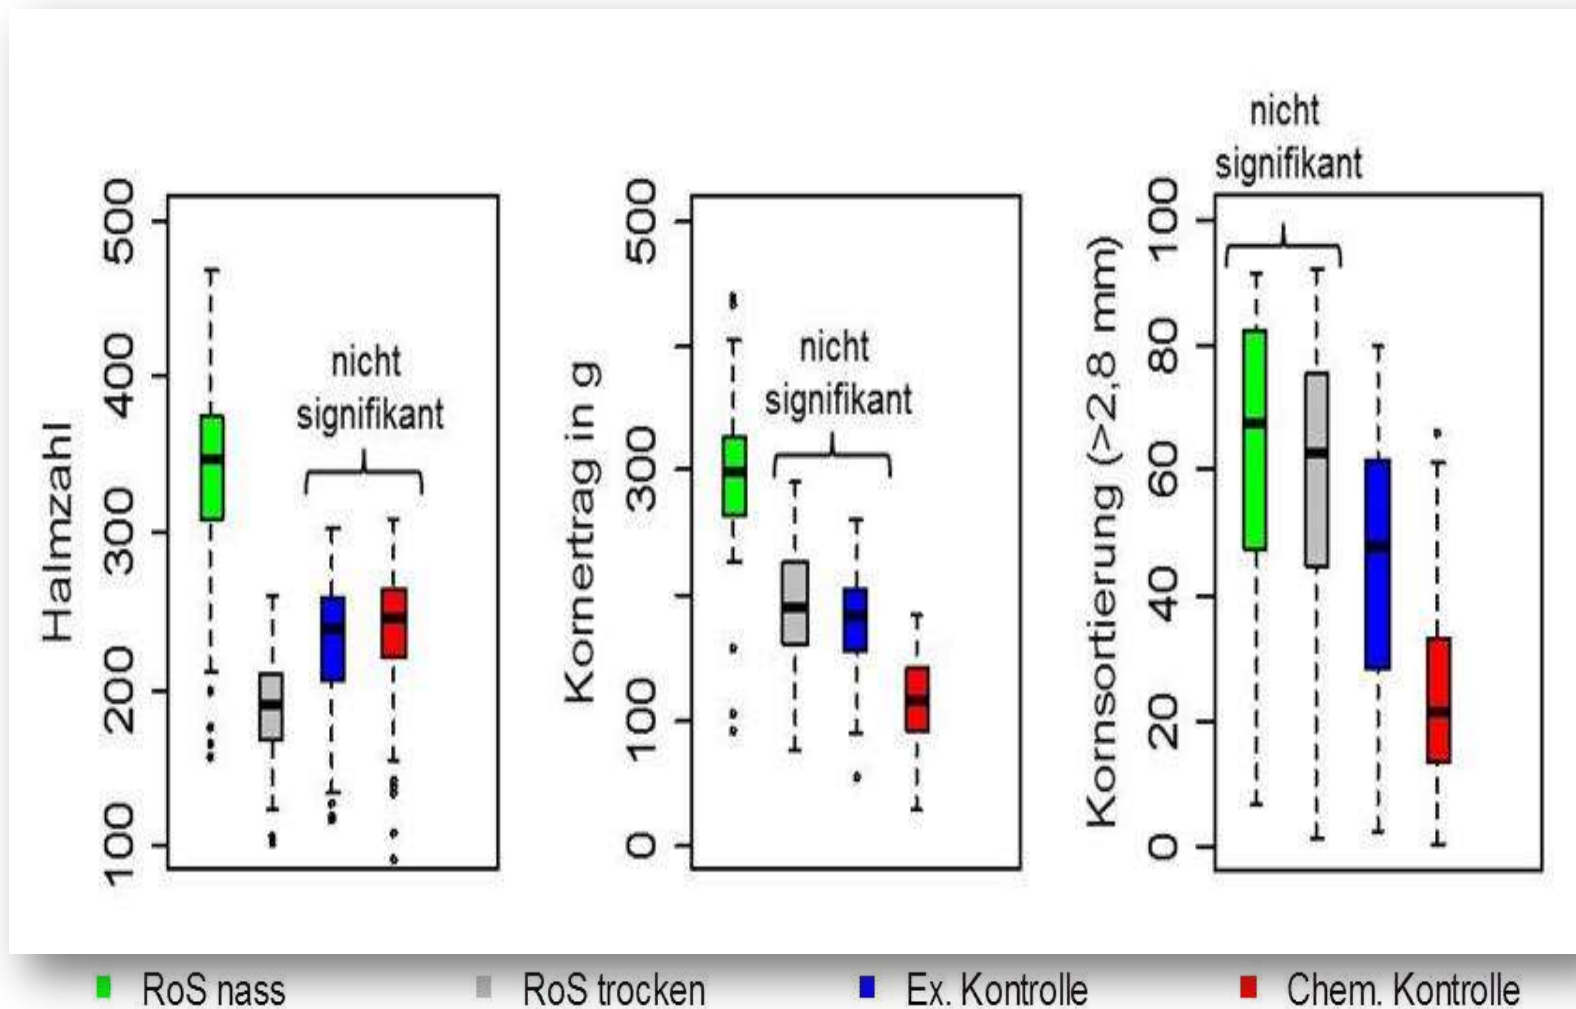 Halmzahl
500
400
300
200
100
nicht
signifikant
Kornertrag in g
500
300
100
0
nicht
signifikant
Kornsortierung (>2,8 mm)
100
80
60
40
20
0
nicht
signifikant
RoS nass
RoS trocken
Ex. Kontrolle
Chem. Kontrolle